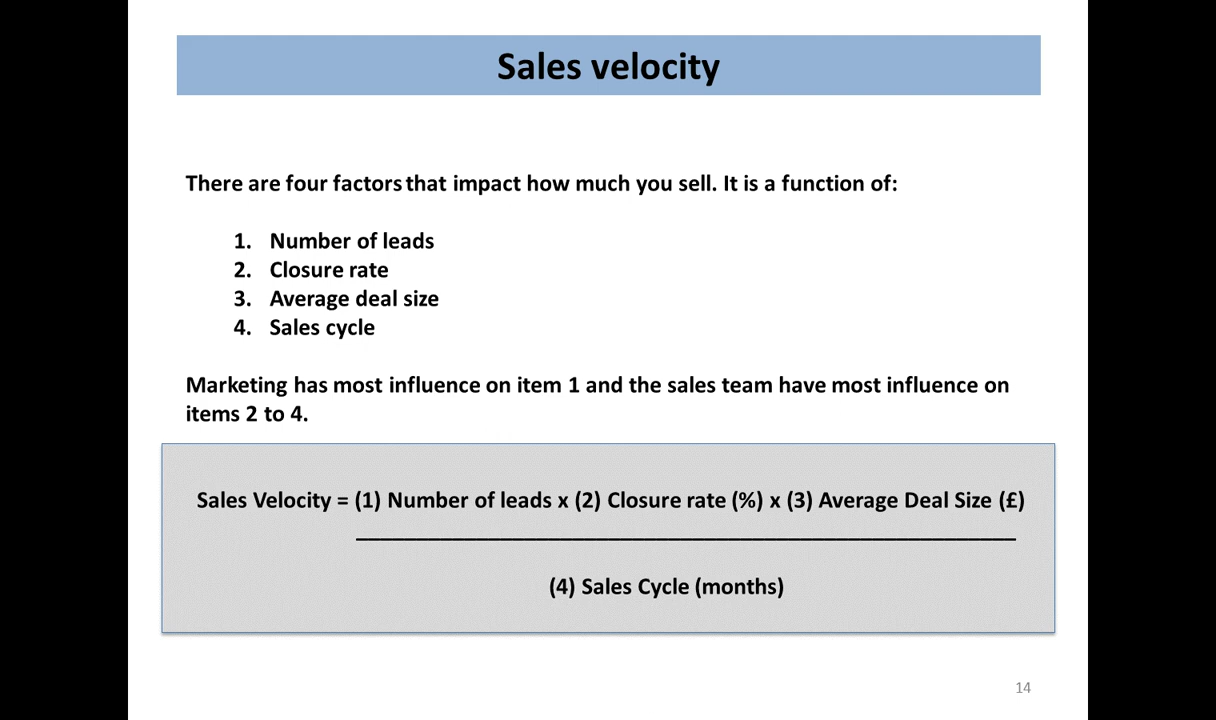 Sales velocity
There are four factors that impact how much you sell. It is a function of:
1. Number of leads
2. Closure rate
3. Average deal size
4. Sales cycle
Marketing has most influence on item 1 and the sales team have most influence on
items 2 to 4.
Sales Velocity = (1) Number of leads x (2) Closure rate (%) x (3) Average Deal Size (£)
(4) Sales Cycle (months)
14